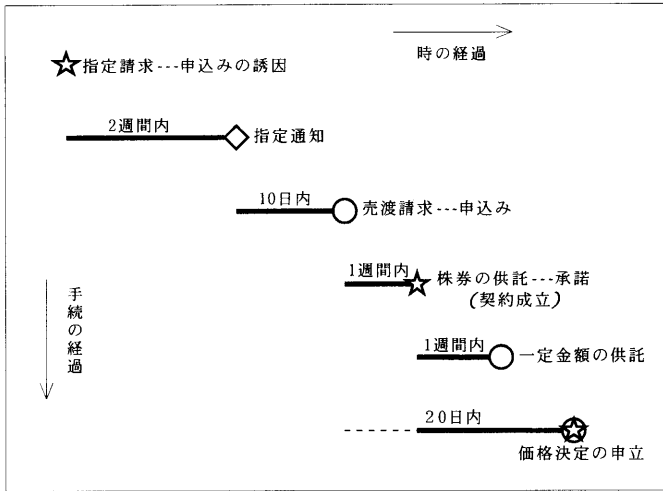 時の経過
指定請求---申込みの誘因
2週間内
指定通知
10日内
売渡請求---申込み
1週間内
株券の供託---承諾
(契約成立)
手続の経過
1週間内
一定金額の供託
20日内
価格決定の申立